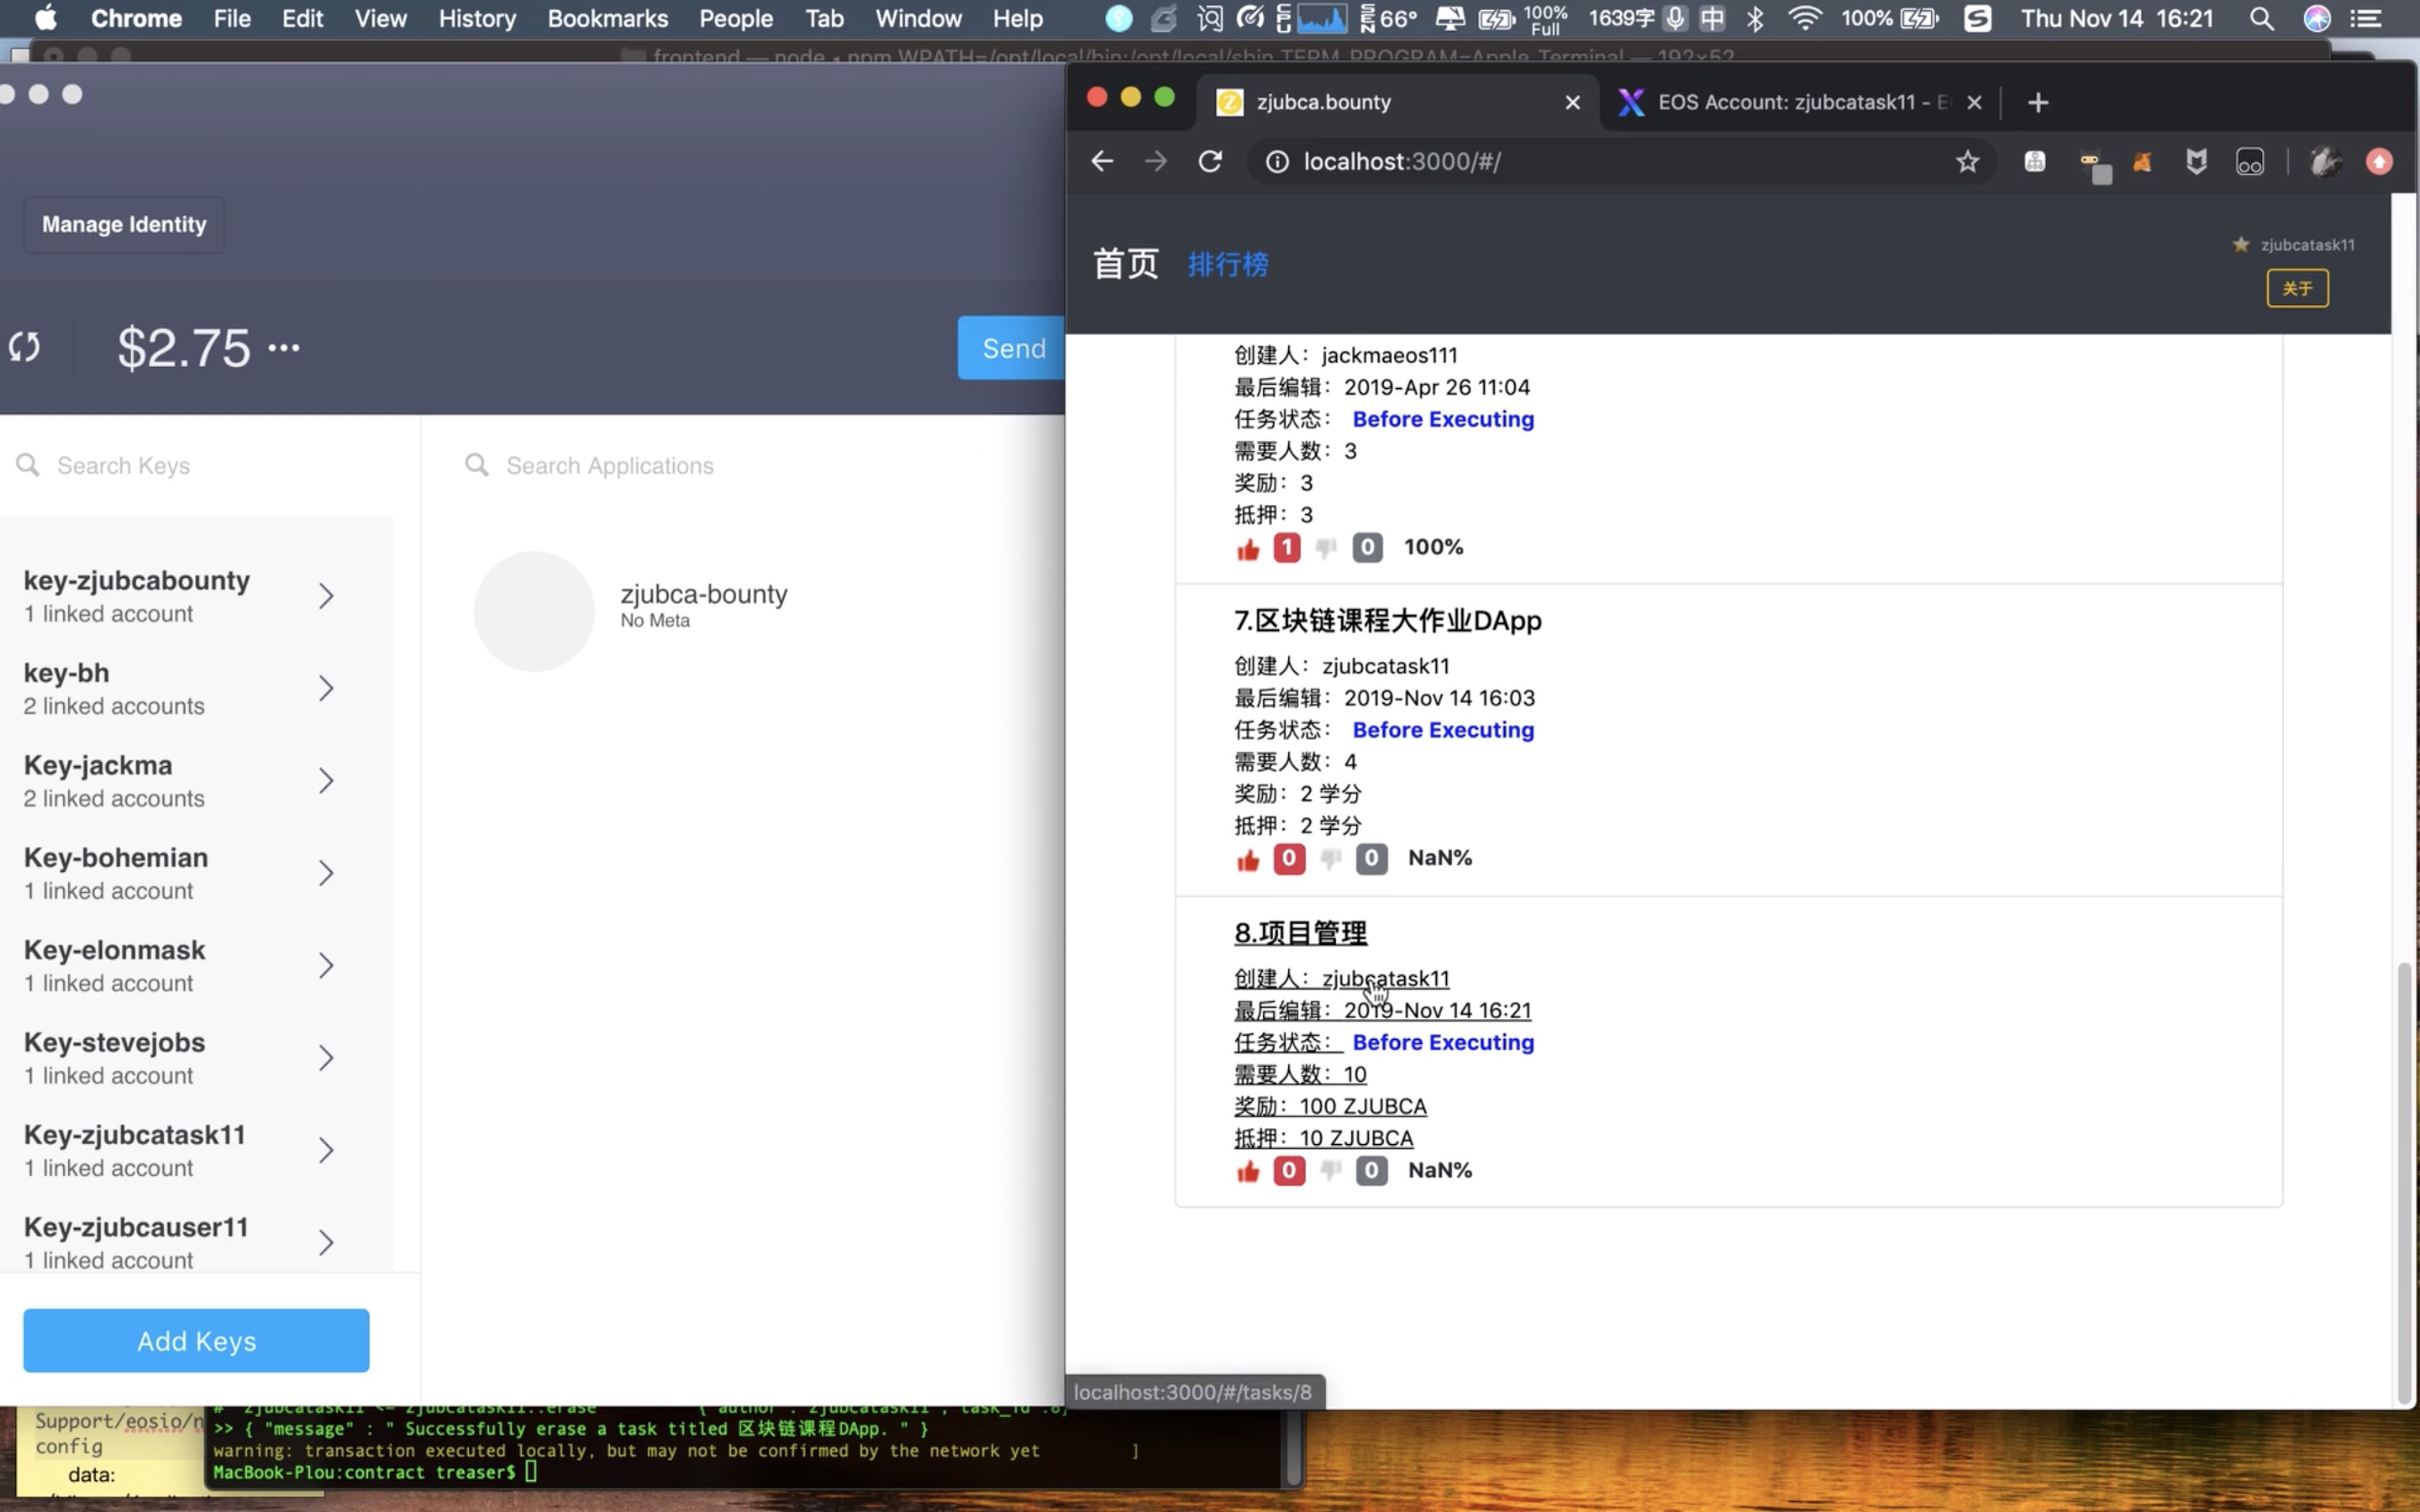 Chrome File Edit View History Bookmarks People Tab Window Help 66° 100% Full 1639字 中 100% Thu Nov 14 16:21
frontend — node ‹ npm WPATH=/opt/local/bin:/opt/local/sbin TERM_PROGRAM=Apple_Terminal — 192×52
Manage Identity
$2.75 •••
Send
Search Keys
Search Applications
key-zjubcabounty
1 linked account
key-bh
2 linked accounts
Key-jackma
2 linked accounts
Key-bohemian
1 linked account
Key-elonmask
1 linked account
Key-stevejobs
1 linked account
Key-zjubcatask11
1 linked account
Key-zjubcauser11
1 linked account
Add Keys
zjubca-bounty
No Meta
zjubca.bounty
EOS Account: zjubcatask11 - E
localhost:3000/#/
首页 排行榜
zjubcatask11
关于
创建人：jackmaeos111
最后编辑：2019-Apr 26 11:04
任务状态： Before Executing
需要人数：3
奖励：3
抵押：3
1 0 100%
7.区块链课程大作业DApp
创建人：zjubcatask11
最后编辑：2019-Nov 14 16:03
任务状态： Before Executing
需要人数：4
奖励：2 学分
抵押：2 学分
0 0 NaN%
8.项目管理
创建人：zjubcatask11
最后编辑：2019-Nov 14 16:21
任务状态： Before Executing
需要人数：10
奖励：100 ZJUBCA
抵押：10 ZJUBCA
0 0 NaN%
localhost:3000/#/tasks/8
Support/eosio/n
config
data:
# zjubcatask11 <= zjubcatask11::erase
>> { "message" : " Successfully erase a task titled 区块链课程DApp. " }
warning: transaction executed locally, but may not be confirmed by the network yet ]
MacBook-Plou:contract treaser$